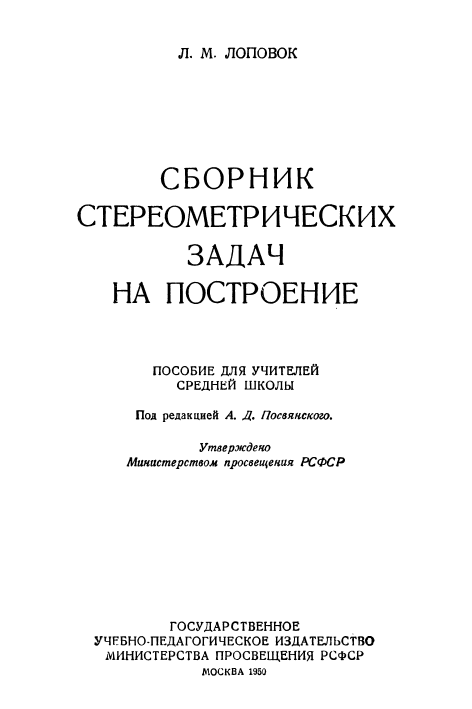 Л. М. ЛОПОВОК
СБОРНИК
СТЕРЕОМЕТРИЧЕСКИХ
ЗАДАЧ
НА ПОСТРОЕНИЕ
ПОСОБИЕ ДЛЯ УЧИТЕЛЕЙ
СРЕДНЕЙ ШКОЛЫ
Под редакцией А. Д. Посвянского.
Утверждено
Министерством просвещения РСФСР
ГОСУДАРСТВЕННОЕ
УЧЕБНО-ПЕДАГОГИЧЕСКОЕ ИЗДАТЕЛЬСТВО
МИНИСТЕРСТВА ПРОСВЕЩЕНИЯ РСФСР
МОСКВА 1950